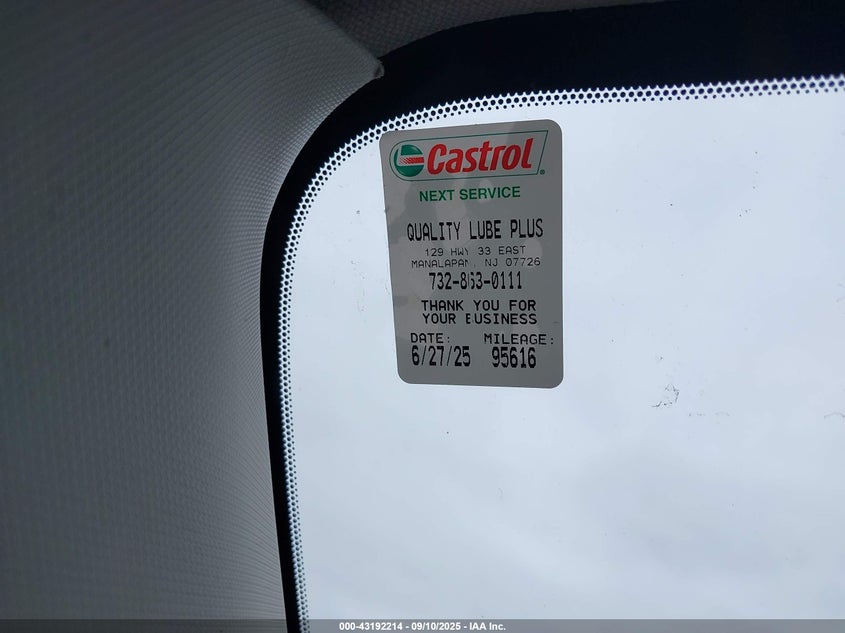 Castrol
NEXT SERVICE
QUALITY LUBE PLUS
129 HWY 33 EAST
MANALAPAN, NJ 07726
732-863-0111
THANK YOU FOR
YOUR BUSINESS
DATE: MILEAGE:
6/27/25 95616
000-43192214 - 09/10/2025 - IAA Inc.